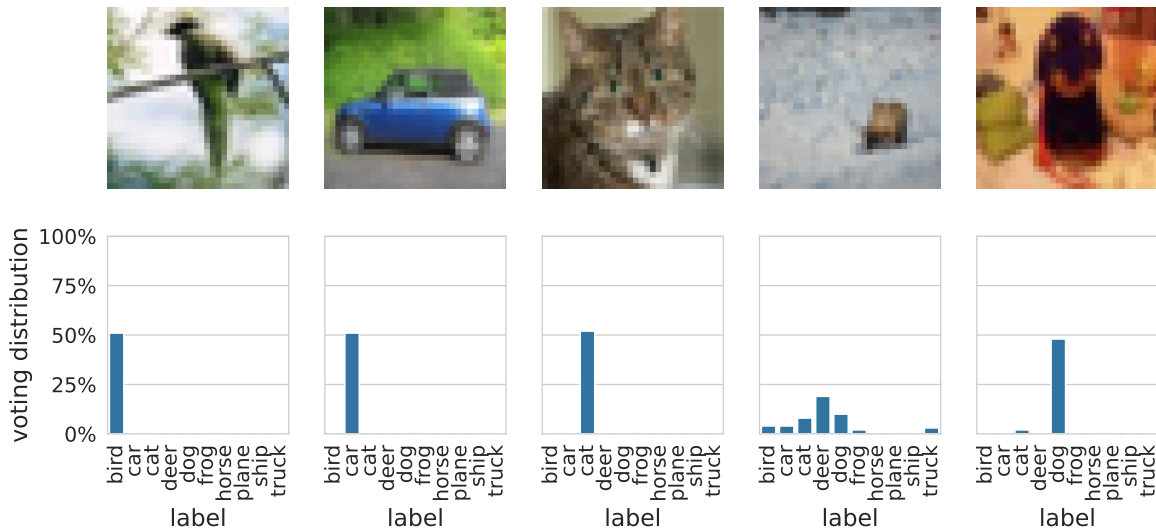 voting distribution
100%
75%
50%
25%
0%
bird car cat deer dog frog horse plane ship truck
bird car cat deer dog frog horse plane ship truck
bird car cat deer dog frog horse plane ship truck
bird car cat deer dog frog horse plane ship truck
bird car cat deer dog frog horse plane ship truck
label label label label label